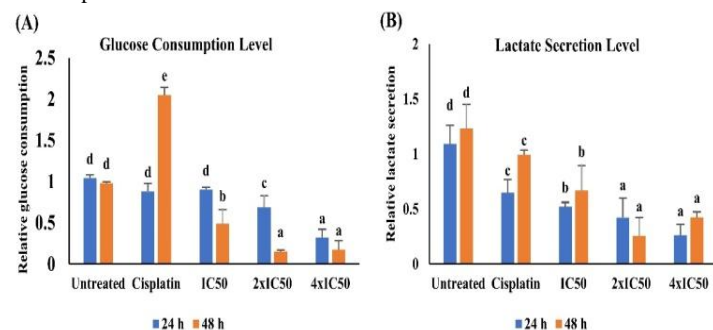 (A)
Glucose Consumption Level
Relative glucose consumption
2.5
2
1.5
1
0.5
0
d d
d e
d b
c a
a a
Untreated Cisplatin IC50 2xIC50 4xIC50
24 h 48 h
(B)
Lactate Secretion Level
Relative lactate secretion
2
1.5
1
0.5
0
d d
c c
b b
a a
a a
Untreated Cisplatin IC50 2xIC50 4xIC50
24 h 48 h